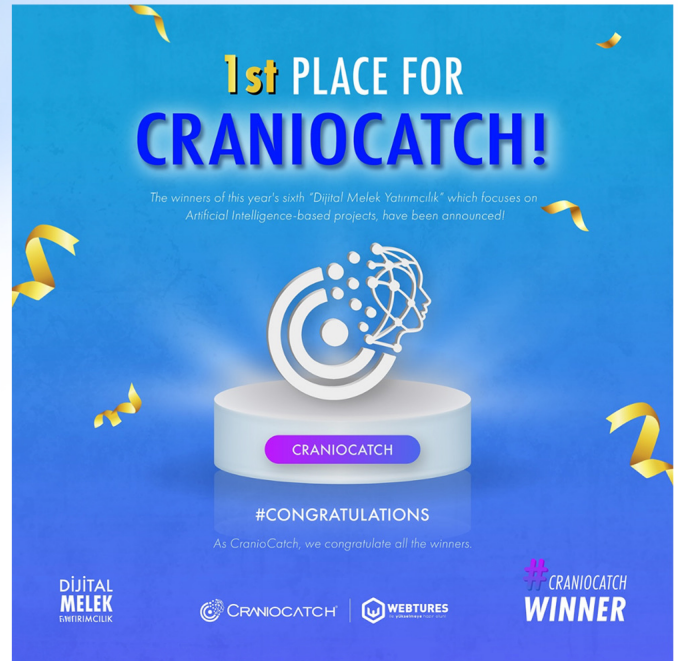 1st PLACE FOR
CRANIOCATCH!
The winners of this year's sixth "Dijital Melek Yatırımcılık" which focuses on
Artificial Intelligence-based projects, have been announced!
CRANIOCATCH
#CONGRATULATIONS
As CranioCatch, we congratulate all the winners.
DİJİTAL
MELEK
CRANIOCATCH
WEBTURES
#CRANIOCATCH
WINNER